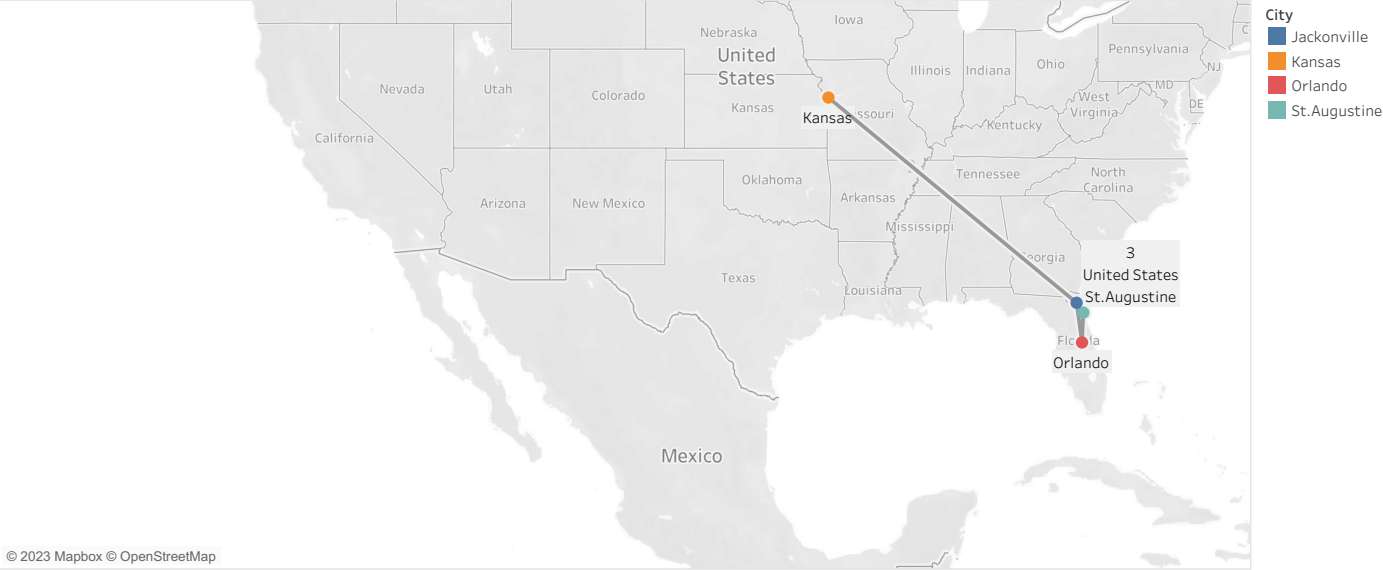 Iowa
Nebraska
United
States
Pennsylvania
Ohio
Illinois
Indiana
NJ
Nevada
Utah
Colorado
Kansas
MD
DE
West
Virginia
Kansas
ssouri
Kentucky
California
Tennessee
North
Carolina
Oklahoma
Arkansas
Arizona
New Mexico
Mississippi
Georgia
Texas
Louisiana
3
United States
St.Augustine
Orlando
Mexico
© 2023 Mapbox © OpenStreetMap
City
Jackonville
Kansas
Orlando
St.Augustine